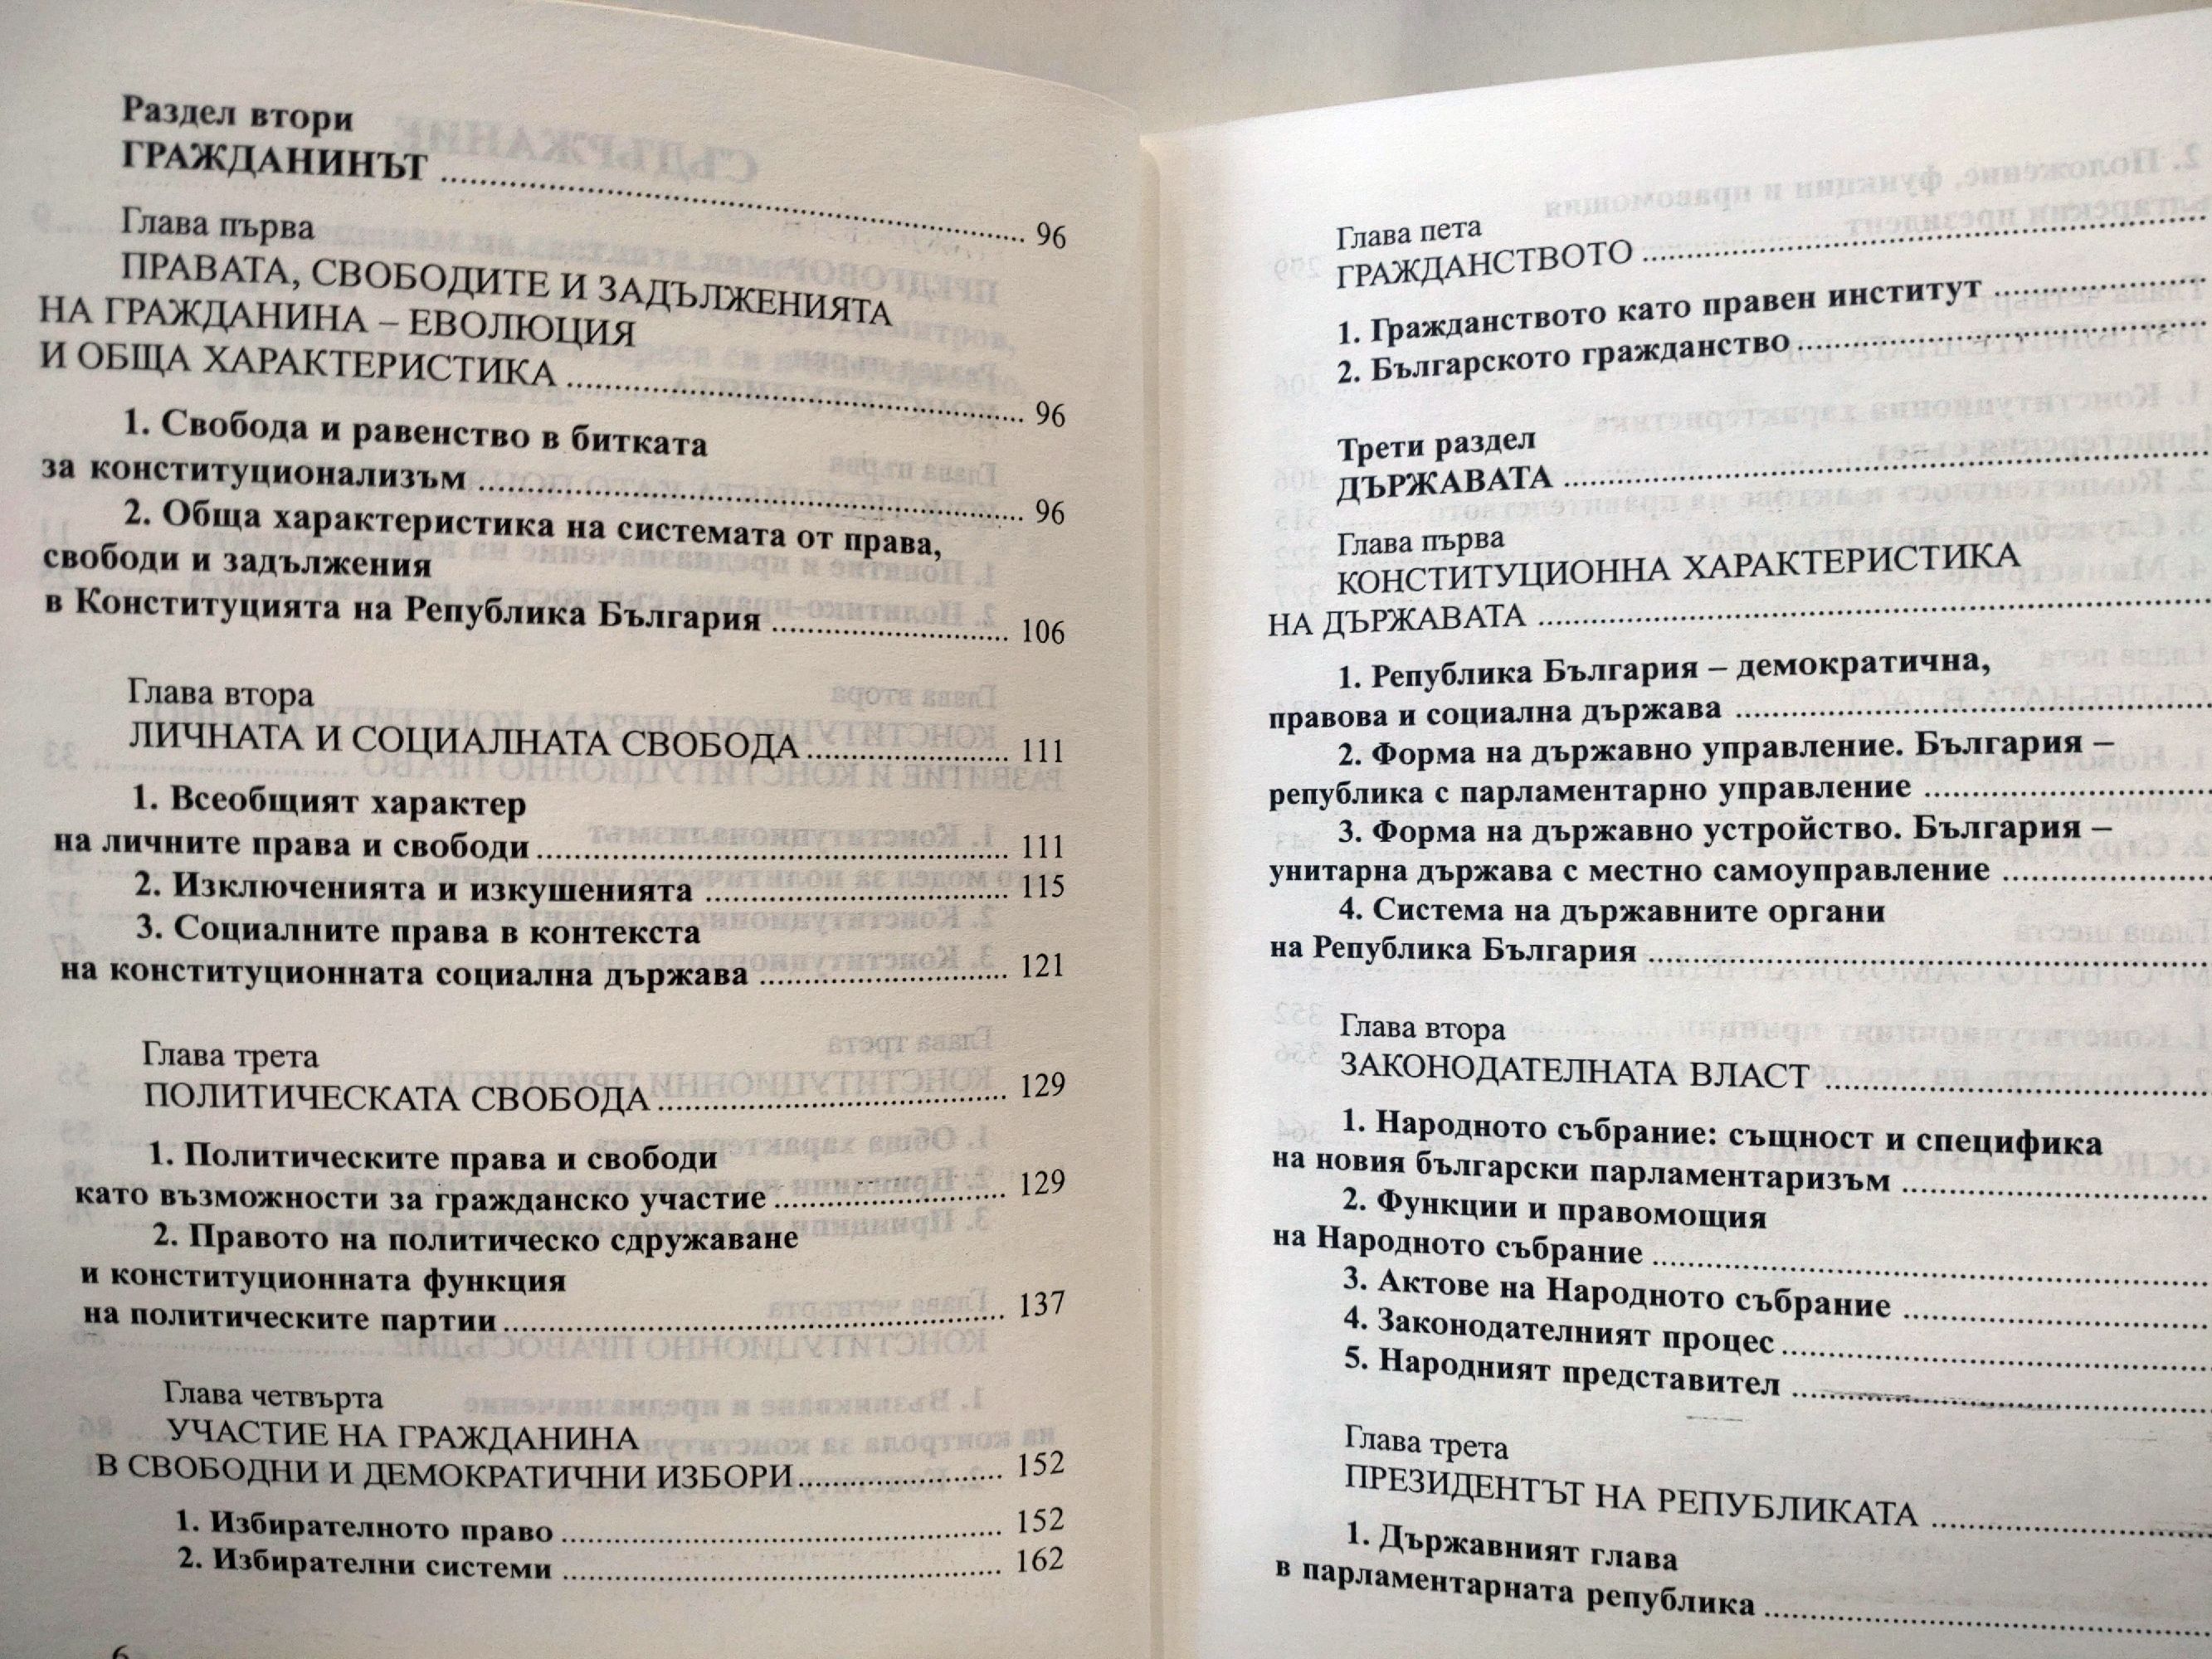 Раздел втори
ГРАЖДАНИНЪТ ........ 96
Глава първа
ПРАВАТА, СВОБОДИТЕ И ЗАДЪЛЖЕНИЯТА
НА ГРАЖДАНИНА – ЕВОЛЮЦИЯ
И ОБЩА ХАРАКТЕРИСТИКА ........ 96
1. Свобода и равенство в битката
за конституционализъм ........ 96
2. Обща характеристика на системата от права,
свободи и задължения
в Конституцията на Република България ........ 106
Глава втора
ЛИЧНАТА И СОЦИАЛНАТА СВОБОДА ........ 111
1. Всеобщият характер
на личните права и свободи ........ 111
2. Изключенията и изкушенията ........ 115
3. Социалните права в контекста
на конституционната социална държава ........ 121
Глава трета
ПОЛИТИЧЕСКАТА СВОБОДА ........ 129
1. Политическите права и свободи
като възможности за гражданско участие ........ 129
2. Правото на политическо сдружаване
и конституционната функция
на политическите партии ........ 137
Глава четвърта
УЧАСТИЕ НА ГРАЖДАНИНА
В СВОБОДНИ И ДЕМОКРАТИЧНИ ИЗБОРИ ........ 152
1. Избирателното право ........ 152
2. Избирателни системи ........ 162
6
Глава пета
ГРАЖДАНСТВОТО ........
1. Гражданството като правен институт ........
2. Българското гражданство ........
Трети раздел
ДЪРЖАВАТА ........
Глава първа
КОНСТИТУЦИОННА ХАРАКТЕРИСТИКА
НА ДЪРЖАВАТА ........
1. Република България – демократична,
правова и социална държава ........
2. Форма на държавно управление. България –
република с парламентарно управление ........
3. Форма на държавно устройство. България –
унитарна държава с местно самоуправление ........
4. Система на държавните органи
на Република България ........
Глава втора
ЗАКОНОДАТЕЛНАТА ВЛАСТ ........
1. Народното събрание: същност и специфика
на новия български парламентаризъм ........
2. Функции и правомощия
на Народното събрание ........
3. Актове на Народното събрание ........
4. Законодателният процес ........
5. Народният представител ........
Глава трета
ПРЕЗИДЕНТЪТ НА РЕПУБЛИКАТА ........
1. Държавният глава
в парламентарната република ........